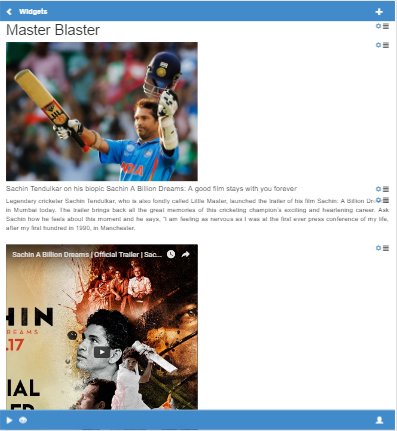 Widgets
Master Blaster
Sachin Tendulkar on his biopic Sachin A Billion Dreams: A good film stays with you forever
Legendary cricketer Sachin Tendulkar, who is also fondly called Little Master, launched the trailer of his film Sachin: A Billion
in Mumbai today. The trailer brings back all the great memories of this cricketing champion's exciting and heartening career. Ask
Sachin how he feels about this moment and he says, "I am feeling as nervous as I was at the first ever press conference of my life,
after my first hundred in 1990, in Manchester.
Sachin A Billion Dreams | Official Trailer | Sac...
HIN
REAMS
.17
IAL